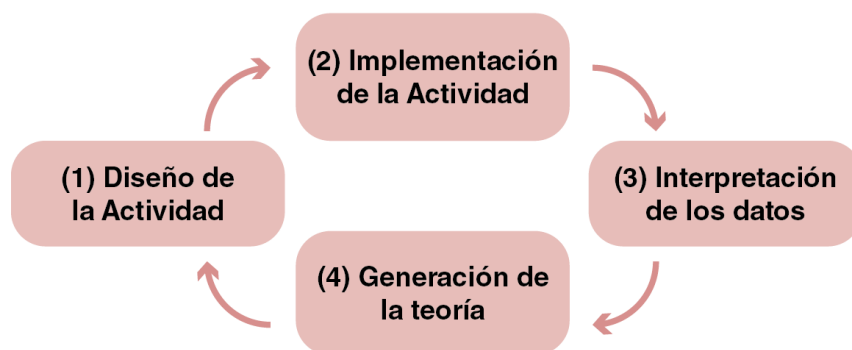 (2) Implementación
de la Actividad
(1) Diseño de
la Actividad
(3) Interpretación
de los datos
(4) Generación de
la teoría